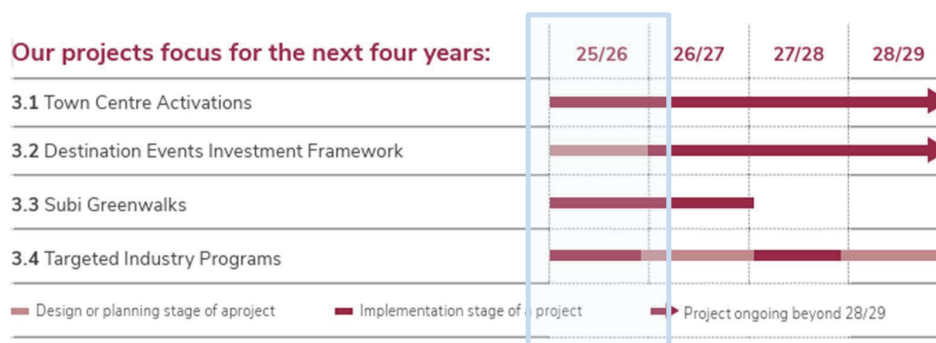 Our projects focus for the next four years: 25/26 26/27 27/28 28/29
3.1 Town Centre Activations
3.2 Destination Events Investment Framework
3.3 Subi Greenwalks
3.4 Targeted Industry Programs
Design or planning stage of aproject Implementation stage of a project Project ongoing beyond 28/29